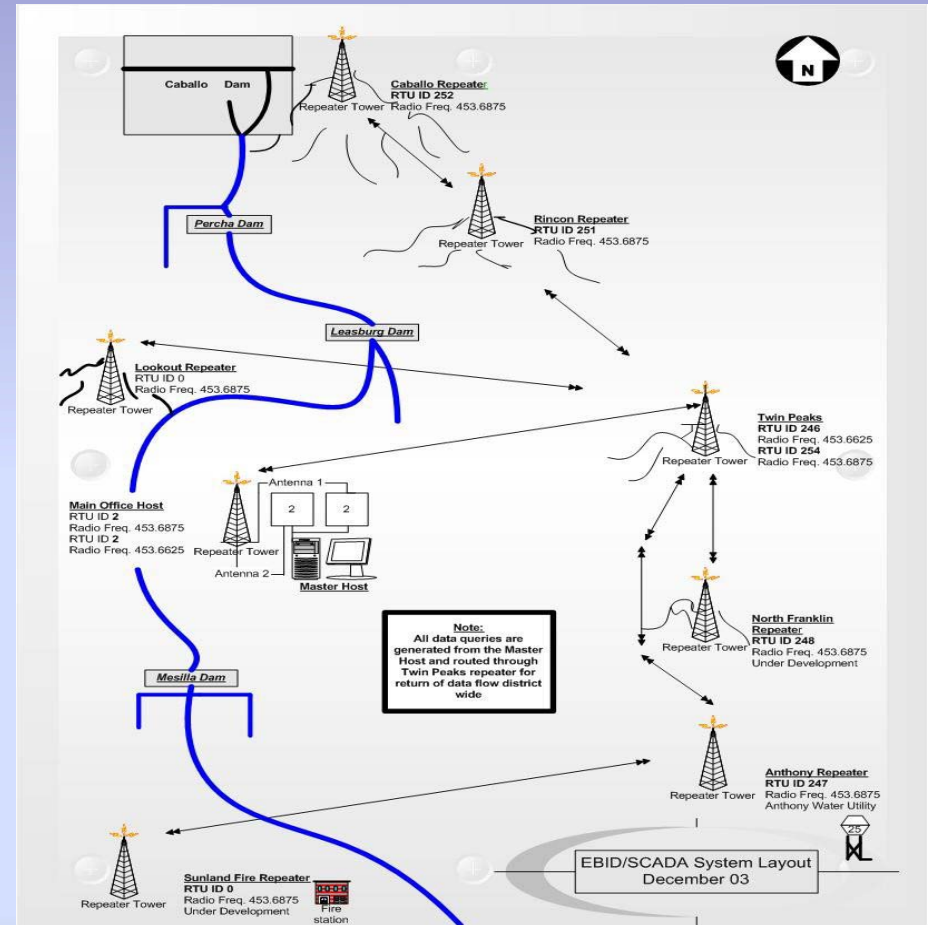 Caballo Dam
N
Caballo Repeater
RTU ID 252
Radio Freq. 453.6875
Repeater Tower
Percha Dam
Rincon Repeater
RTU ID 251
Radio Freq. 453.6875
Repeater Tower
Leasburg Dam
Lookout Repeater
RTU ID 0
Radio Freq. 453.6875
Repeater Tower
Twin Peaks
RTU ID 246
Radio Freq. 453.6625
RTU ID 254
Radio Freq. 453.6875
Repeater Tower
Main Office Host
RTU ID 2
Radio Freq. 453.6875
RTU ID 2
Radio Freq. 453.6625
Antenna 1
2
2
Repeater Tower
Antenna 2
Master Host
Note:
All data queries are
generated from the Master
Host and routed through
Twin Peaks repeater for
return of data flow district
wide
North Franklin
Repeater
RTU ID 248
Radio Freq. 453.6875
Under Development
Repeater Tower
Mesilla Dam
Anthony Repeater
RTU ID 247
Radio Freq. 453.6875
Anthony Water Utility
Repeater Tower
25
EBID/SCADA System Layout
December 03
Sunland Fire Repeater
RTU ID 0
Radio Freq. 453.6875
Under Development
Repeater Tower
Fire
station